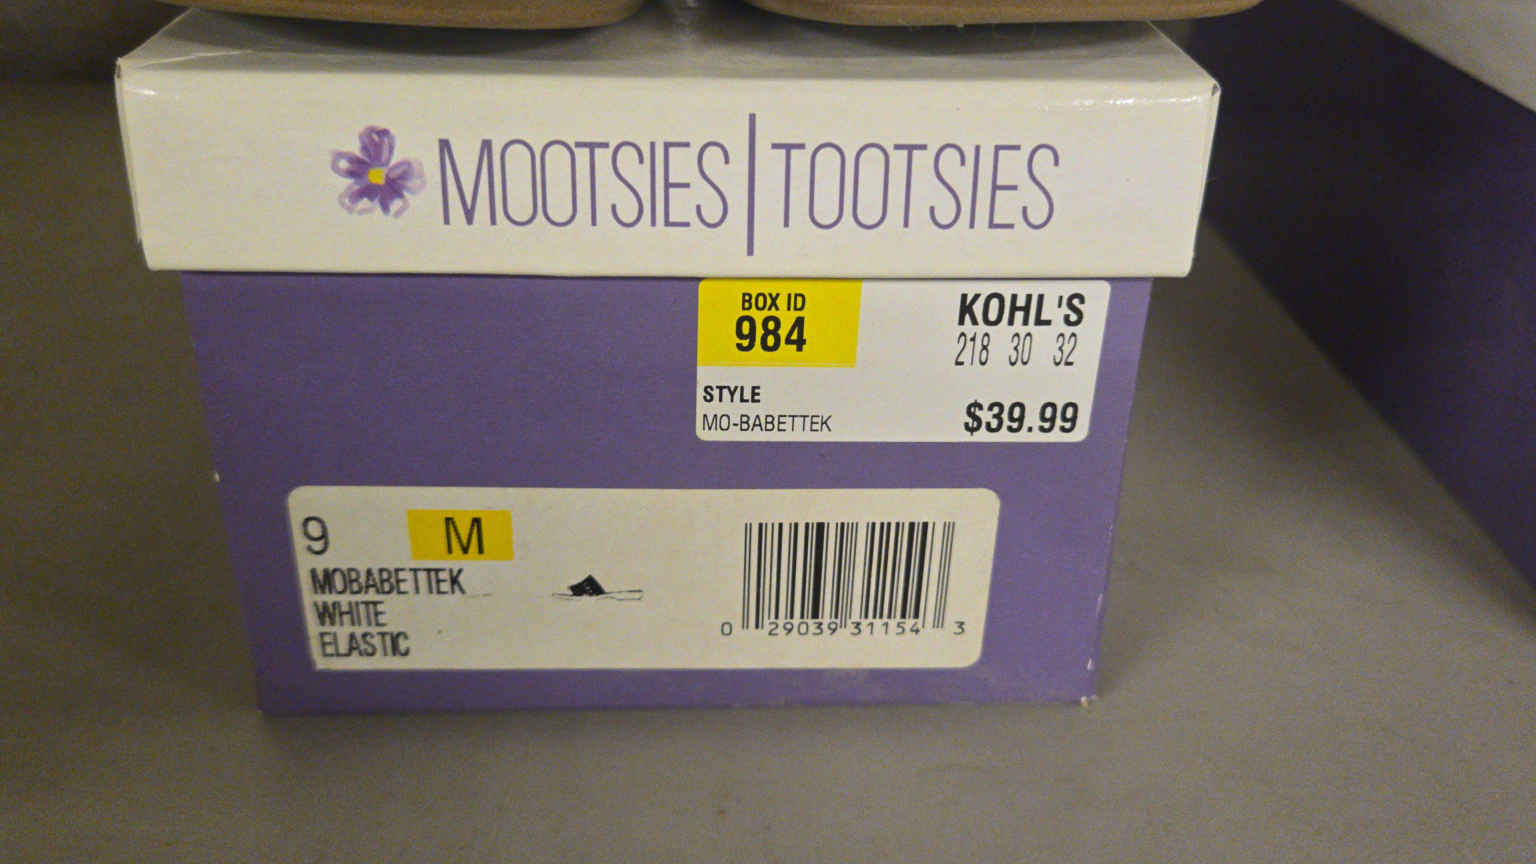 MOOTSIES|TOOTSIES
BOX ID
984
KOHL'S
218 30 32
STYLE
MO-BABETTEK
$39.99
9 M
MOBABETTEK
WHITE
ELASTIC
0 29039 31154 3